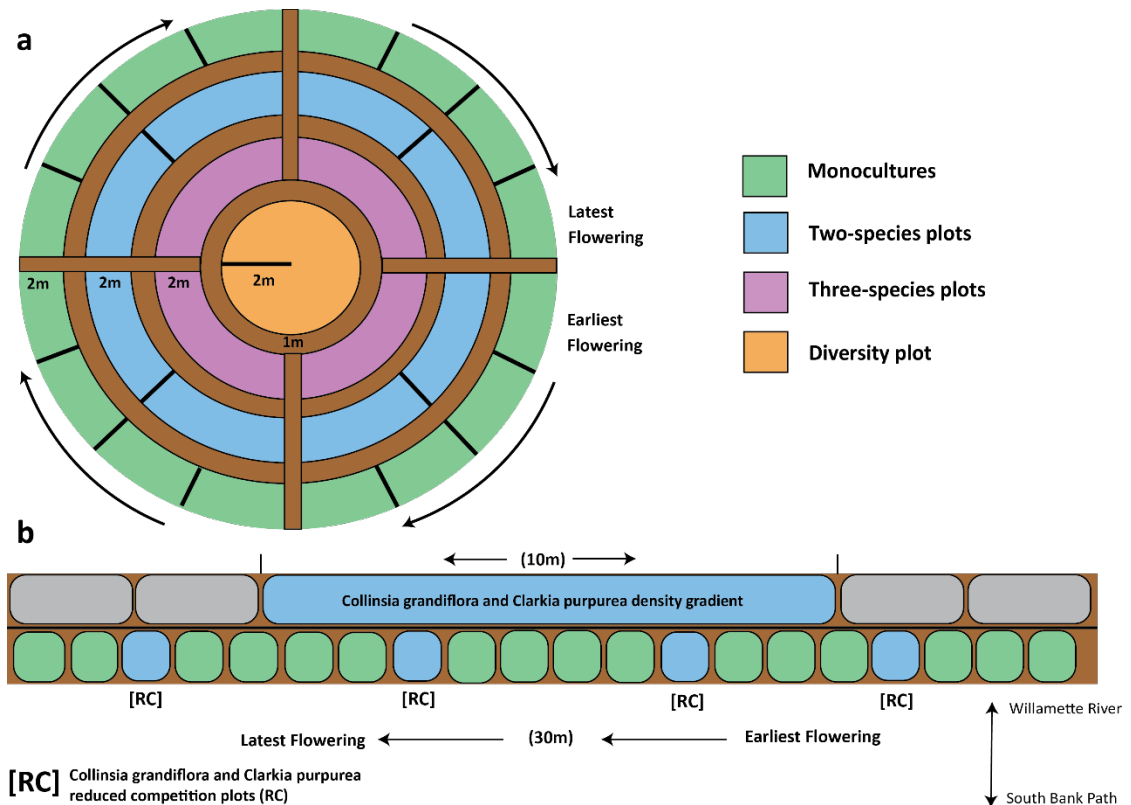 a
Latest
Flowering
Earliest
Flowering
2m
2m
2m
2m
1m
Monocultures
Two-species plots
Three-species plots
Diversity plot
b
(10m)
Collinsia grandiflora and Clarkia purpurea density gradient
[RC]
[RC]
[RC]
[RC]
Latest Flowering
(30m)
Earliest Flowering
Willamette River
South Bank Path
[RC] Collinsia grandiflora and Clarkia purpurea
reduced competition plots (RC)